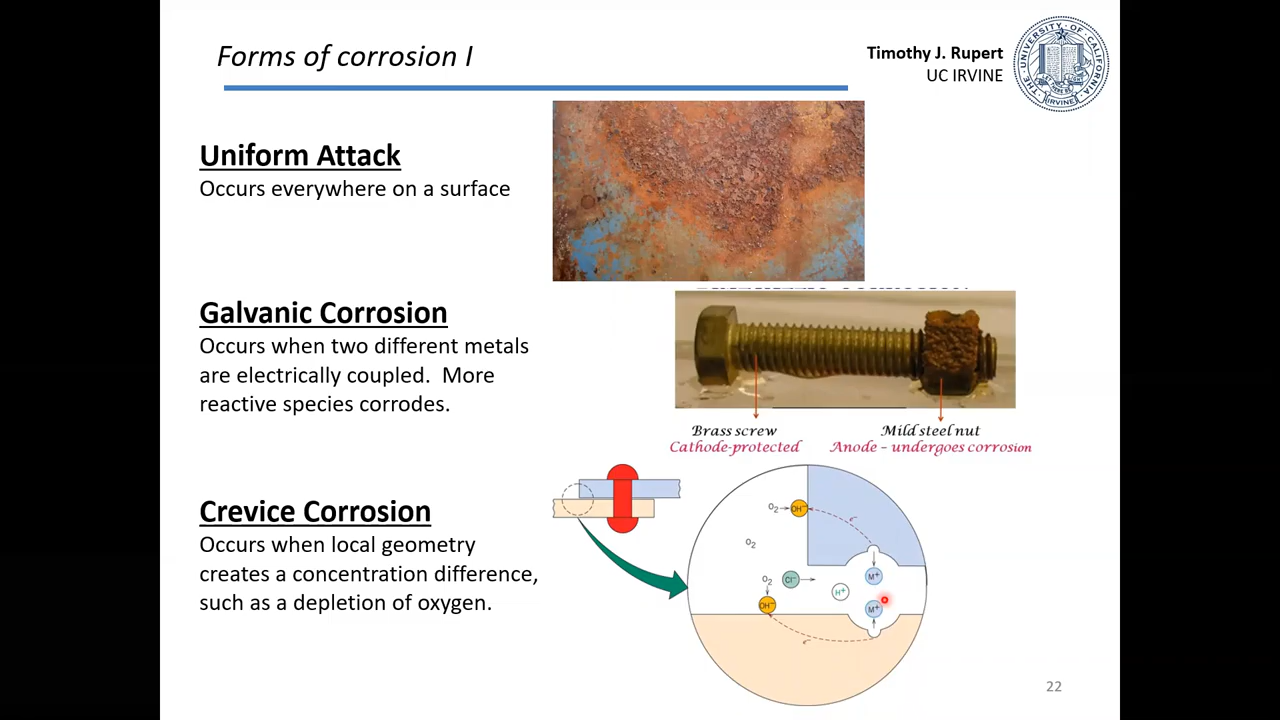 Forms of corrosion I
Timothy J. Rupert
UC IRVINE
Uniform Attack
Occurs everywhere on a surface
Galvanic Corrosion
Occurs when two different metals
are electrically coupled. More
reactive species corrodes.
Brass screw
Cathode-protected
Mild steel nut
Anode – undergoes corrosion
Crevice Corrosion
Occurs when local geometry
creates a concentration difference,
such as a depletion of oxygen.
O₂
OH⁻
e⁻
O₂
M⁺
O₂
Cl⁻
H⁺
OH⁻
M⁺
e⁻
22